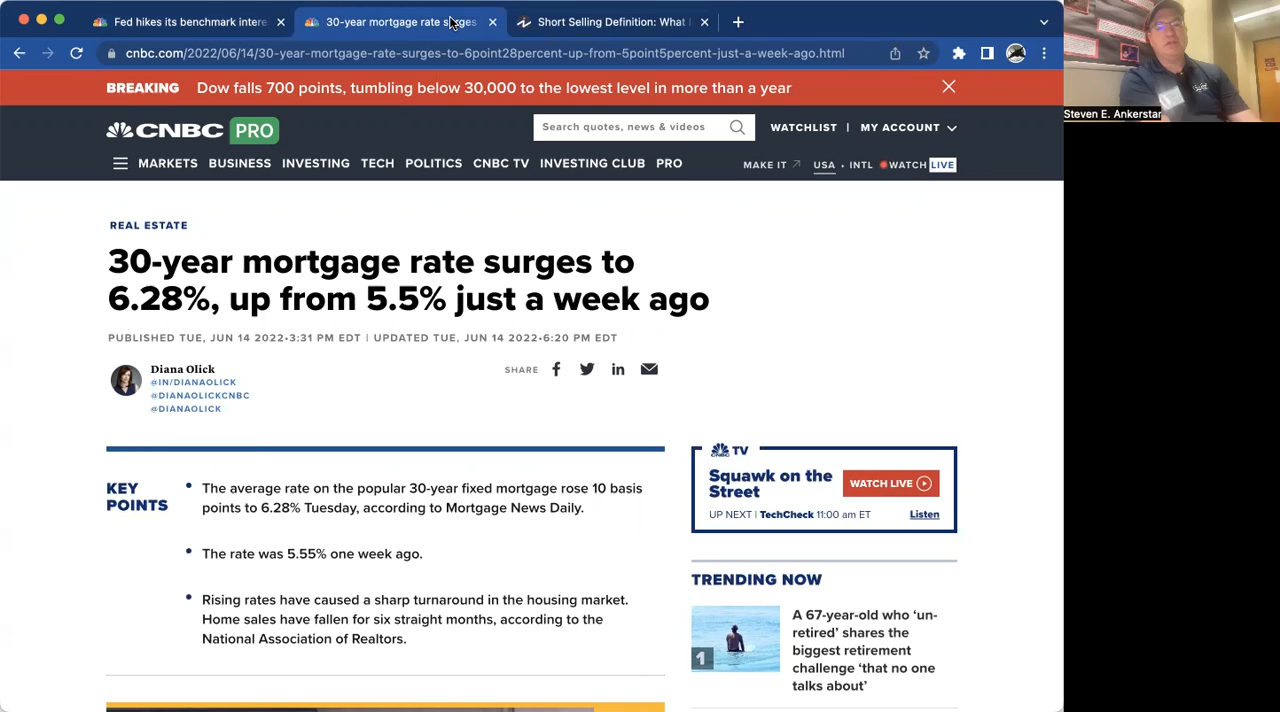 Fed hikes its benchmark intere
30-year mortgage rate surges
Short Selling Definition: What I
cnbc.com/2022/06/14/30-year-mortgage-rate-surges-to-6point28percent-up-from-5point5percent-just-a-week-ago.html
BREAKING Dow falls 700 points, tumbling below 30,000 to the lowest level in more than a year
Steven E. Ankerstar
CNBC PRO
Search quotes, news & videos
WATCHLIST | MY ACCOUNT
MARKETS BUSINESS INVESTING TECH POLITICS CNBC TV INVESTING CLUB PRO
MAKE IT USA • INTL WATCH LIVE
REAL ESTATE
30-year mortgage rate surges to
6.28%, up from 5.5% just a week ago
PUBLISHED TUE, JUN 14 2022•3:31 PM EDT | UPDATED TUE, JUN 14 2022•6:20 PM EDT
Diana Olick
@IN/DIANAOLICK
@DIANAOLICKCNBC
@DIANAOLICK
SHARE
KEY
POINTS
The average rate on the popular 30-year fixed mortgage rose 10 basis
points to 6.28% Tuesday, according to Mortgage News Daily.
The rate was 5.55% one week ago.
Rising rates have caused a sharp turnaround in the housing market.
Home sales have fallen for six straight months, according to the
National Association of Realtors.
TV
Squawk on the
Street
WATCH LIVE
UP NEXT | TechCheck 11:00 am ET
Listen
TRENDING NOW
1
A 67-year-old who ‘un-
retired’ shares the
biggest retirement
challenge ‘that no one
talks about’